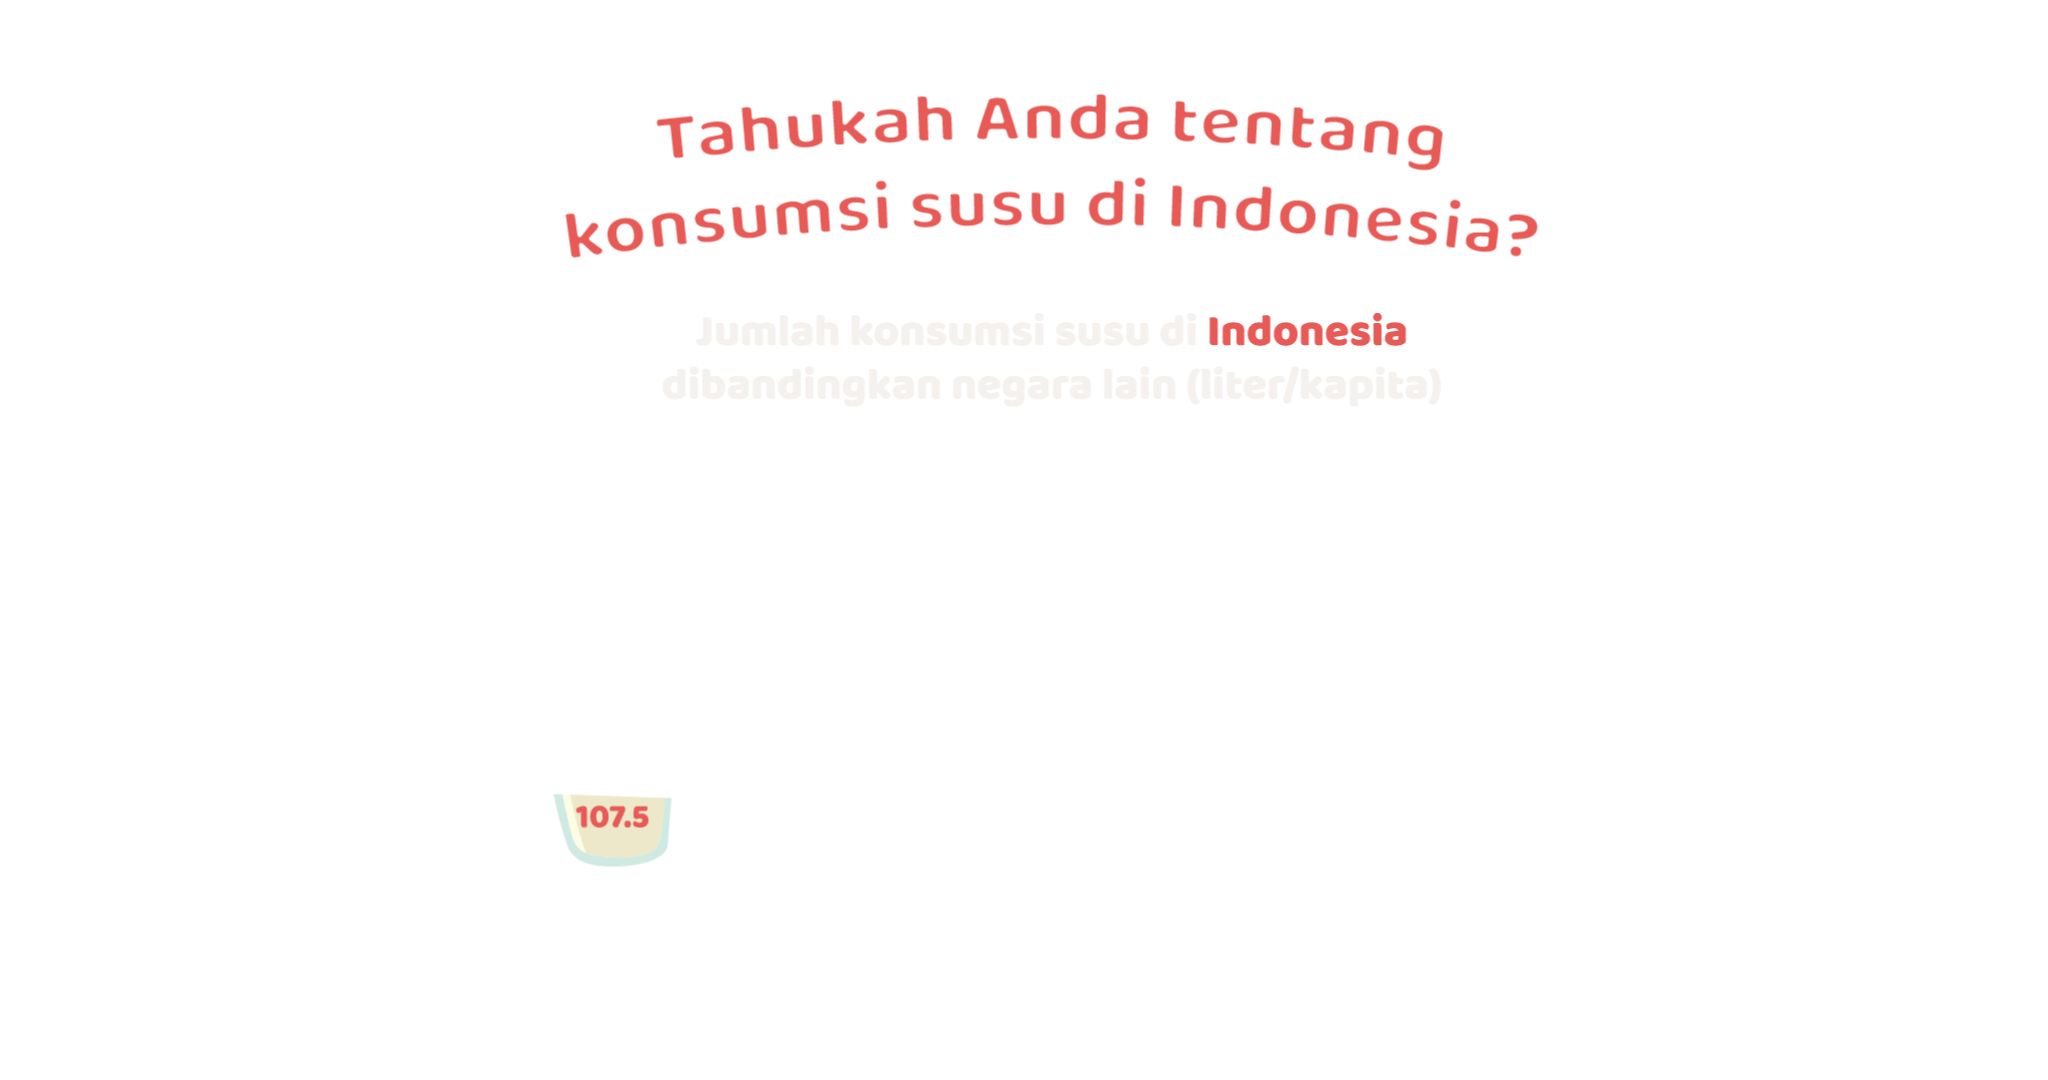 Tahukah Anda tentang
konsumsi susu di Indonesia?
Jumlah konsumsi susu di Indonesia
dibandingkan negara lain (liter/kapita)
107.5